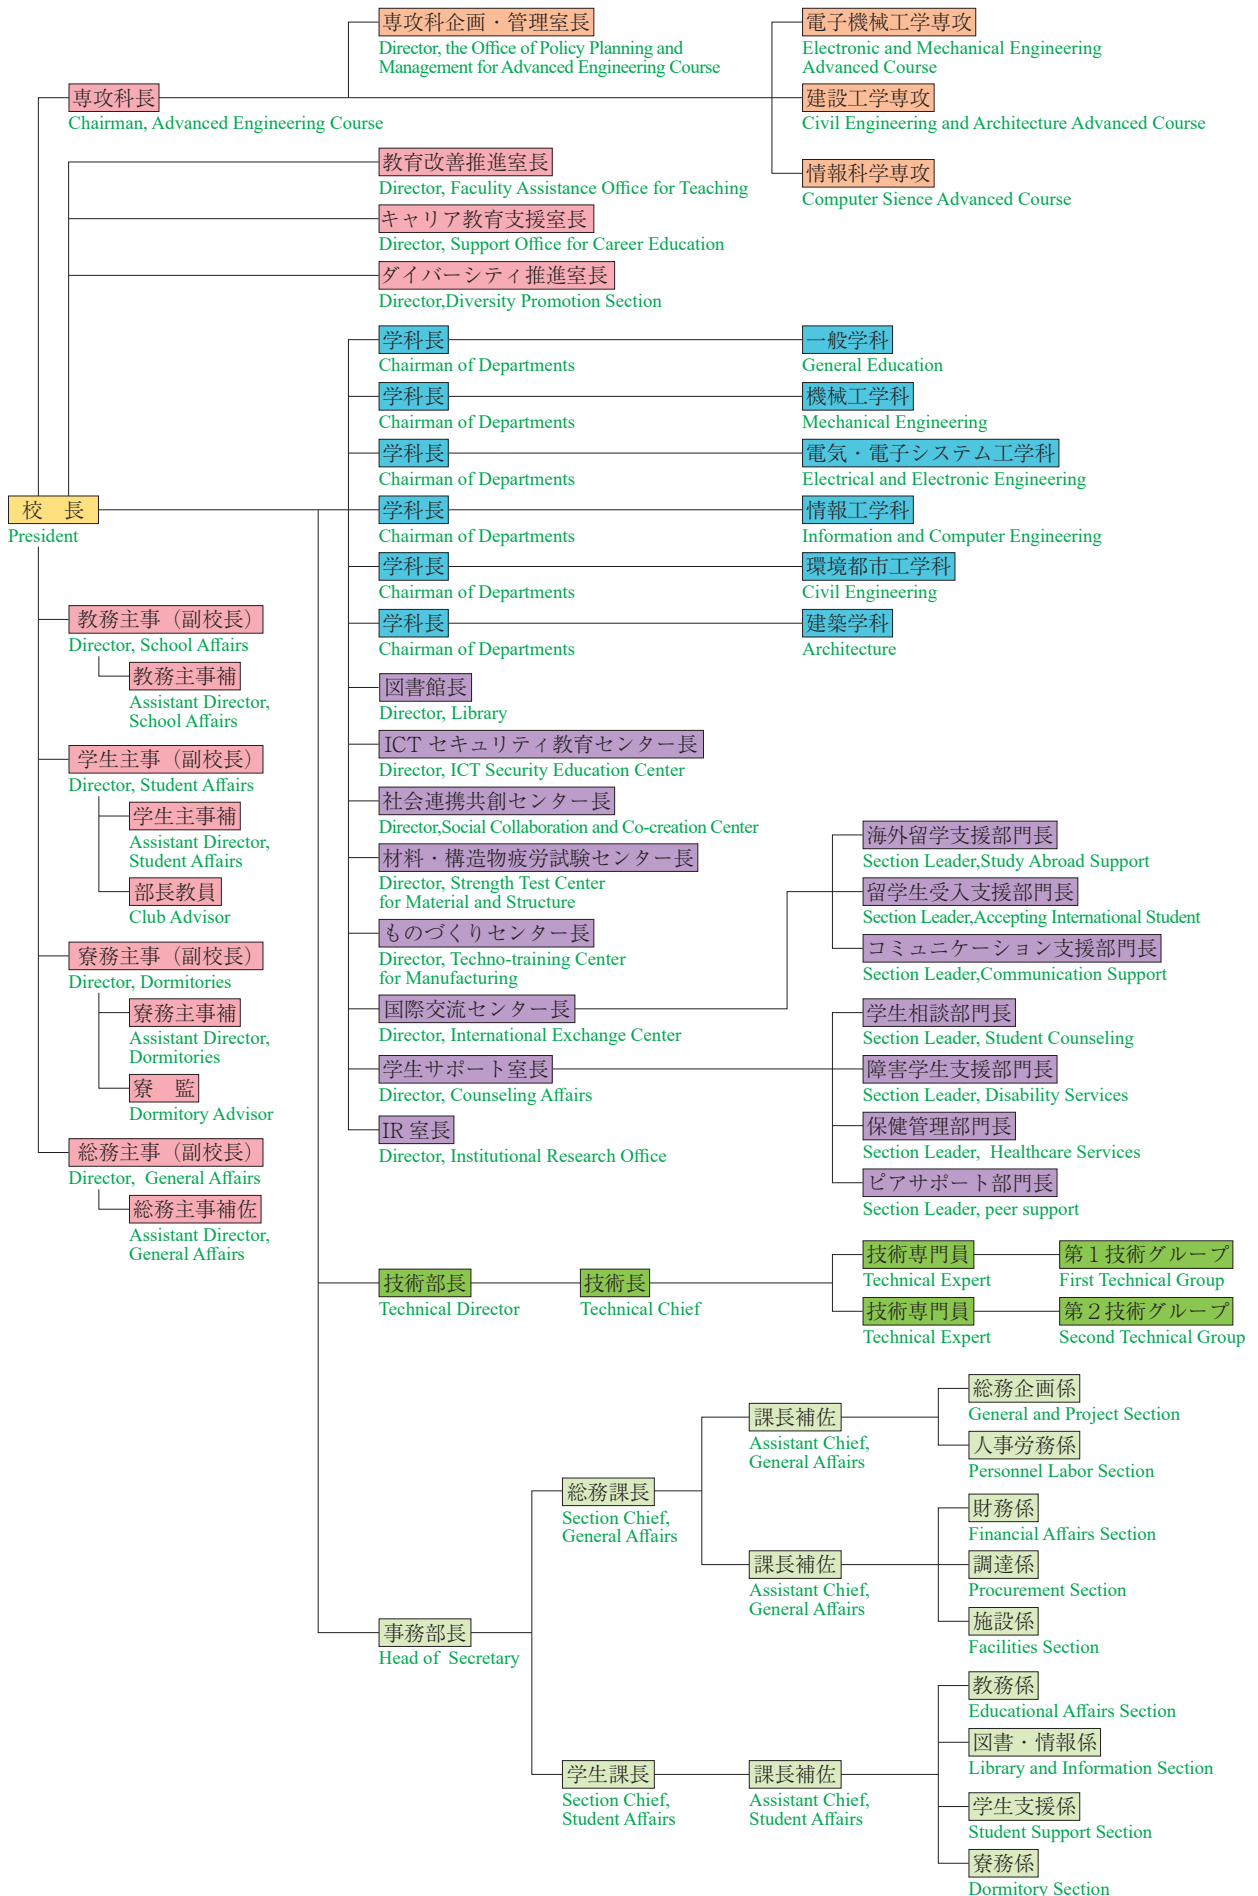 専攻科企画・管理室長
Director, the Office of Policy Planning and
Management for Advanced Engineering Course
電子機械工学専攻
Electronic and Mechanical Engineering
Advanced Course
専攻科長
Chairman, Advanced Engineering Course
建設工学専攻
Civil Engineering and Architecture Advanced Course
情報科学専攻
Computer Sience Advanced Course
教育改善推進室長
Director, Faculity Assistance Office for Teaching
キャリア教育支援室長
Director, Support Office for Career Education
ダイバーシティ推進室長
Director,Diversity Promotion Section
学科長
Chairman of Departments
一般学科
General Education
学科長
Chairman of Departments
機械工学科
Mechanical Engineering
学科長
Chairman of Departments
電気・電子システム工学科
Electrical and Electronic Engineering
校　長
President
学科長
Chairman of Departments
情報工学科
Information and Computer Engineering
学科長
Chairman of Departments
環境都市工学科
Civil Engineering
学科長
Chairman of Departments
建築学科
Architecture
教務主事（副校長）
Director, School Affairs
教務主事補
Assistant Director,
School Affairs
学生主事（副校長）
Director, Student Affairs
学生主事補
Assistant Director,
Student Affairs
部長教員
Club Advisor
寮務主事（副校長）
Director, Dormitories
寮務主事補
Assistant Director,
Dormitories
寮　監
Dormitory Advisor
総務主事（副校長）
Director, General Affairs
総務主事補佐
Assistant Director,
General Affairs
図書館長
Director, Library
ICT セキュリティ教育センター長
Director, ICT Security Education Center
社会連携共創センター長
Director,Social Collaboration and Co-creation Center
材料・構造物疲労試験センター長
Director, Strength Test Center
for Material and Structure
ものづくりセンター長
Director, Techno-training Center
for Manufacturing
国際交流センター長
Director, International Exchange Center
海外留学支援部門長
Section Leader,Study Abroad Support
留学生受入支援部門長
Section Leader,Accepting International Student
コミュニケーション支援部門長
Section Leader,Communication Support
学生サポート室長
Director, Counseling Affairs
学生相談部門長
Section Leader, Student Counseling
障害学生支援部門長
Section Leader, Disability Services
保健管理部門長
Section Leader, Healthcare Services
ピアサポート部門長
Section Leader, peer support
IR 室長
Director, Institutional Research Office
技術部長
Technical Director
技術長
Technical Chief
技術専門員
Technical Expert
第１技術グループ
First Technical Group
技術専門員
Technical Expert
第２技術グループ
Second Technical Group
事務部長
Head of Secretary
総務課長
Section Chief,
General Affairs
課長補佐
Assistant Chief,
General Affairs
総務企画係
General and Project Section
人事労務係
Personnel Labor Section
課長補佐
Assistant Chief,
General Affairs
財務係
Financial Affairs Section
調達係
Procurement Section
施設係
Facilities Section
学生課長
Section Chief,
Student Affairs
課長補佐
Assistant Chief,
Student Affairs
教務係
Educational Affairs Section
図書・情報係
Library and Information Section
学生支援係
Student Support Section
寮務係
Dormitory Section